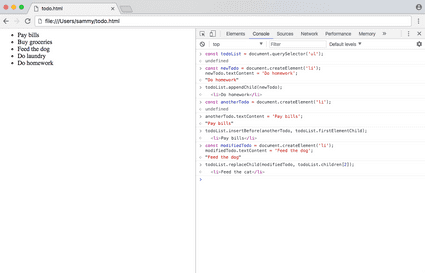 todo.html
file:///Users/sammy/todo.html
Pay bills
Buy groceries
Feed the dog
Do laundry
Do homework
Elements Console Sources Network Performance Memory
top Filter Default levels
const todoList = document.querySelector('ul');
undefined
const newTodo = document.createElement('li');
newTodo.textContent = 'Do homework';
"Do homework"
todoList.appendChild(newTodo);
<li>Do homework</li>
const anotherTodo = document.createElement('li');
undefined
anotherTodo.textContent = 'Pay bills';
"Pay bills"
todoList.insertBefore(anotherTodo, todoList.firstElementChild);
<li>Pay bills</li>
const modifiedTodo = document.createElement('li');
modifiedTodo.textContent = 'Feed the dog';
"Feed the dog"
todoList.replaceChild(modifiedTodo, todoList.children[2]);
<li>Feed the cat</li>